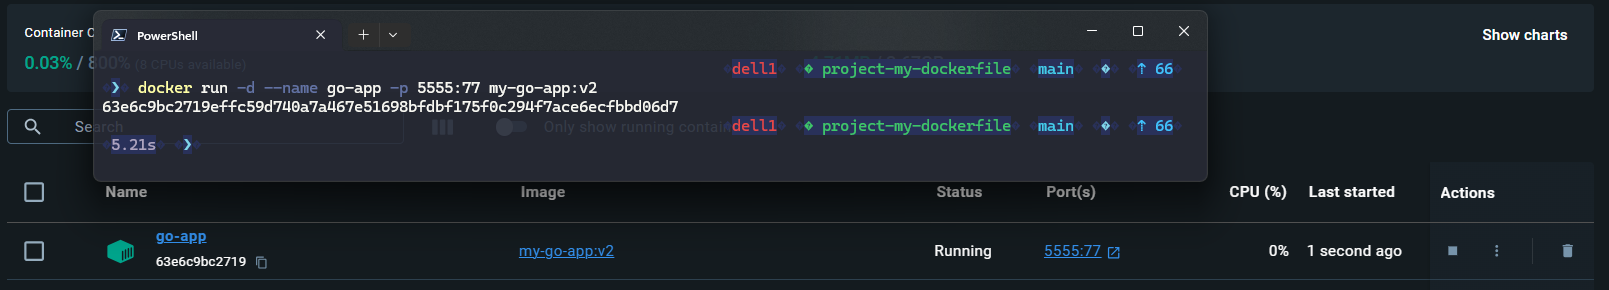 Container C
Show charts
0.03% / 800% (8 CPUs available)
PowerShell
dell1 � project-my-dockerfile main � ↑ 66
❯ docker run -d --name go-app -p 5555:77 my-go-app:v2
63e6c9bc2719effc59d740a7a467e51698bfdbf175f0c294f7ace6ecfbbd06d7
Search
Only show running contain
dell1 � project-my-dockerfile main � ↑ 66
5.21s ❯
Name Image Status Port(s) CPU (%) Last started Actions
go-app
63e6c9bc2719
my-go-app:v2 Running 5555:77 0% 1 second ago